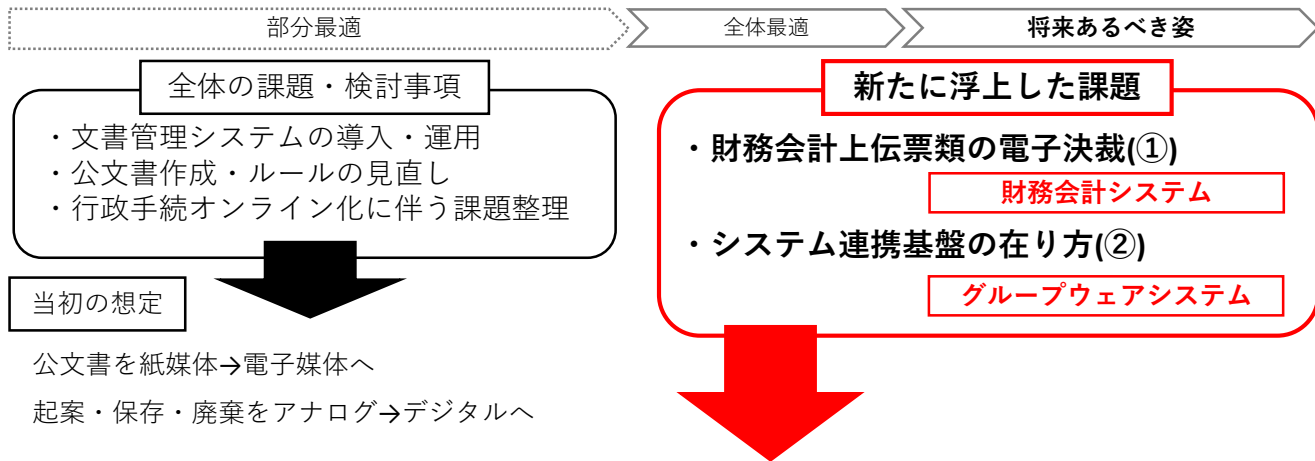 部分最適
全体最適
将来あるべき姿
全体の課題・検討事項
・文書管理システムの導入・運用
・公文書作成・ルールの見直し
・行政手続オンライン化に伴う課題整理
当初の想定
公文書を紙媒体→電子媒体へ
起案・保存・廃棄をアナログ→デジタルへ
新たに浮上した課題
・財務会計上伝票類の電子決裁(①)
財務会計システム
・システム連携基盤の在り方(②)
グループウェアシステム